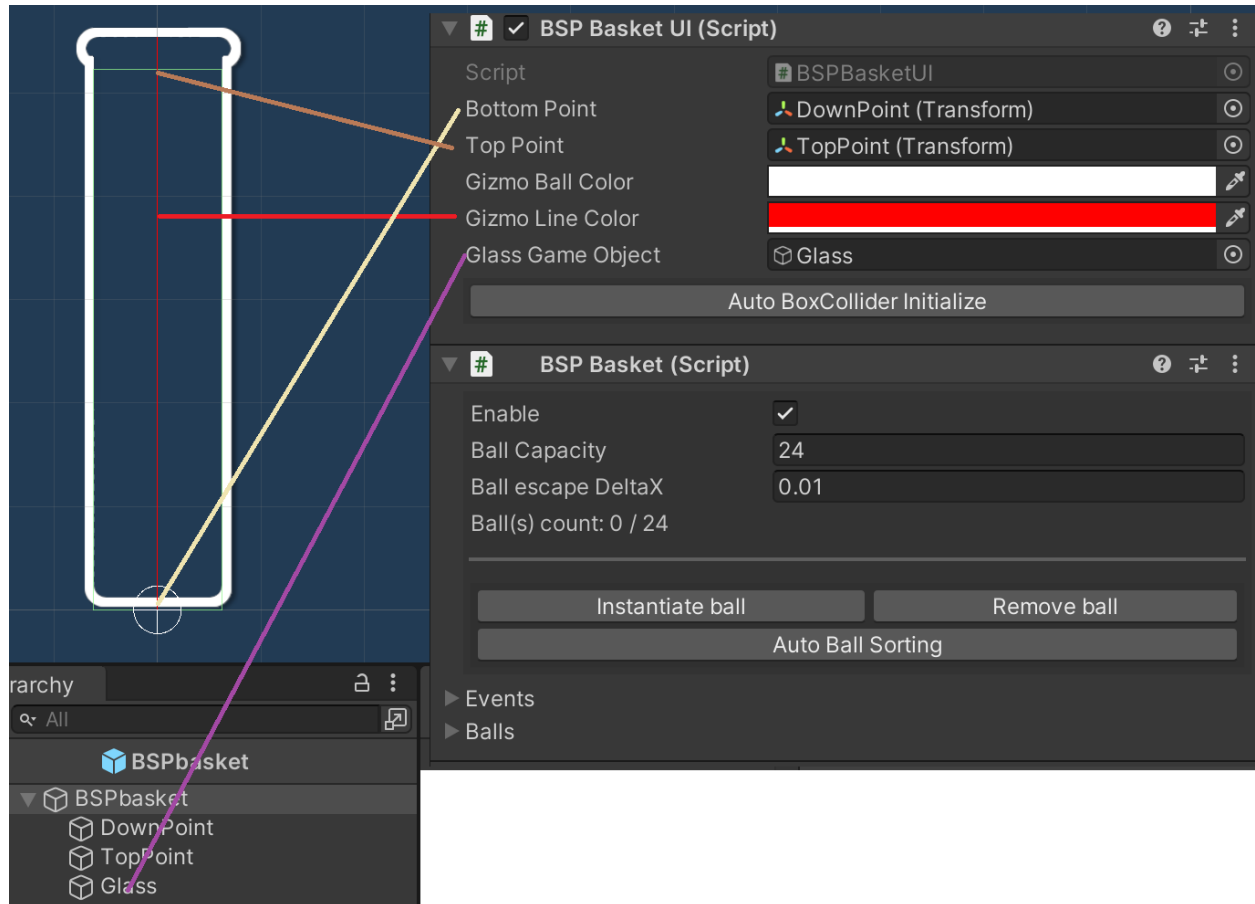 BSP Basket UI (Script)
Script BSPBasketUI
Bottom Point DownPoint (Transform)
Top Point TopPoint (Transform)
Gizmo Ball Color
Gizmo Line Color
Glass Game Object Glass
Auto BoxCollider Initialize
BSP Basket (Script)
Enable
Ball Capacity 24
Ball escape DeltaX 0.01
Ball(s) count: 0 / 24
Instantiate ball Remove ball
Auto Ball Sorting
Events
Balls
rarchy
All
BSPbasket
BSPbasket
DownPoint
TopPoint
Glass